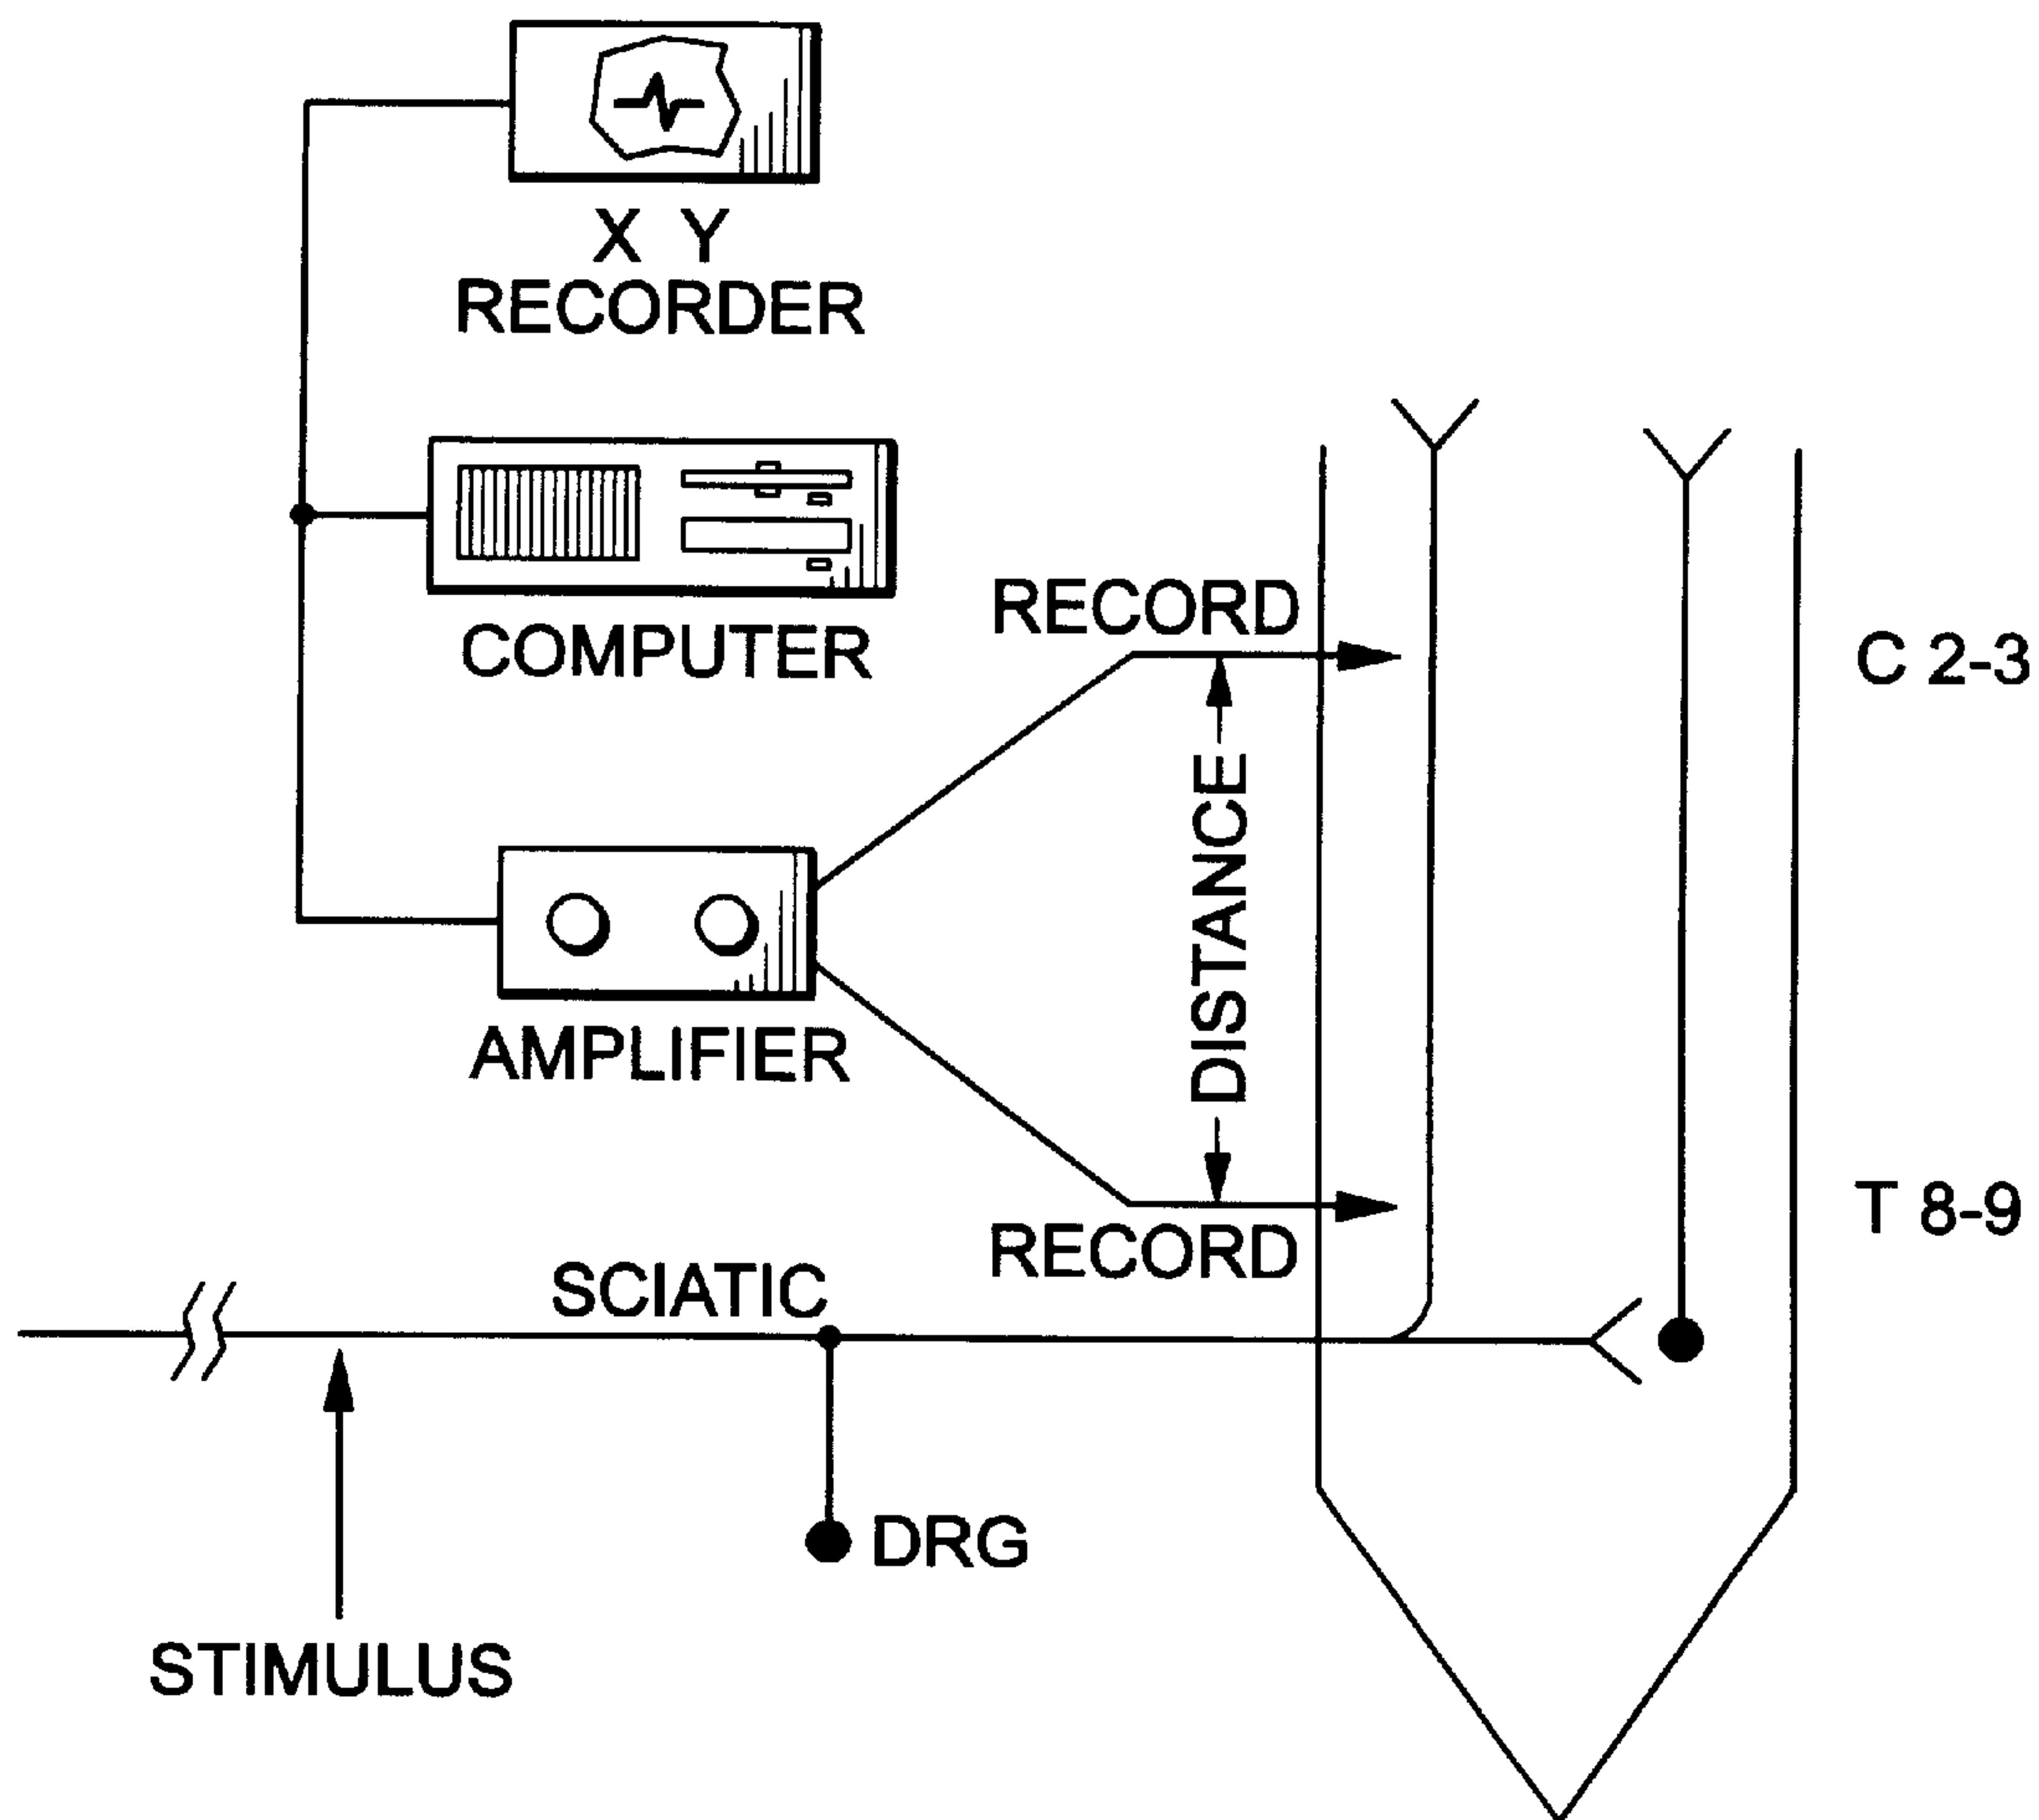 X Y
RECORDER
COMPUTER
RECORD
C 2-3
DISTANCE
AMPLIFIER
T 8-9
RECORD
SCIATIC
DRG
STIMULUS